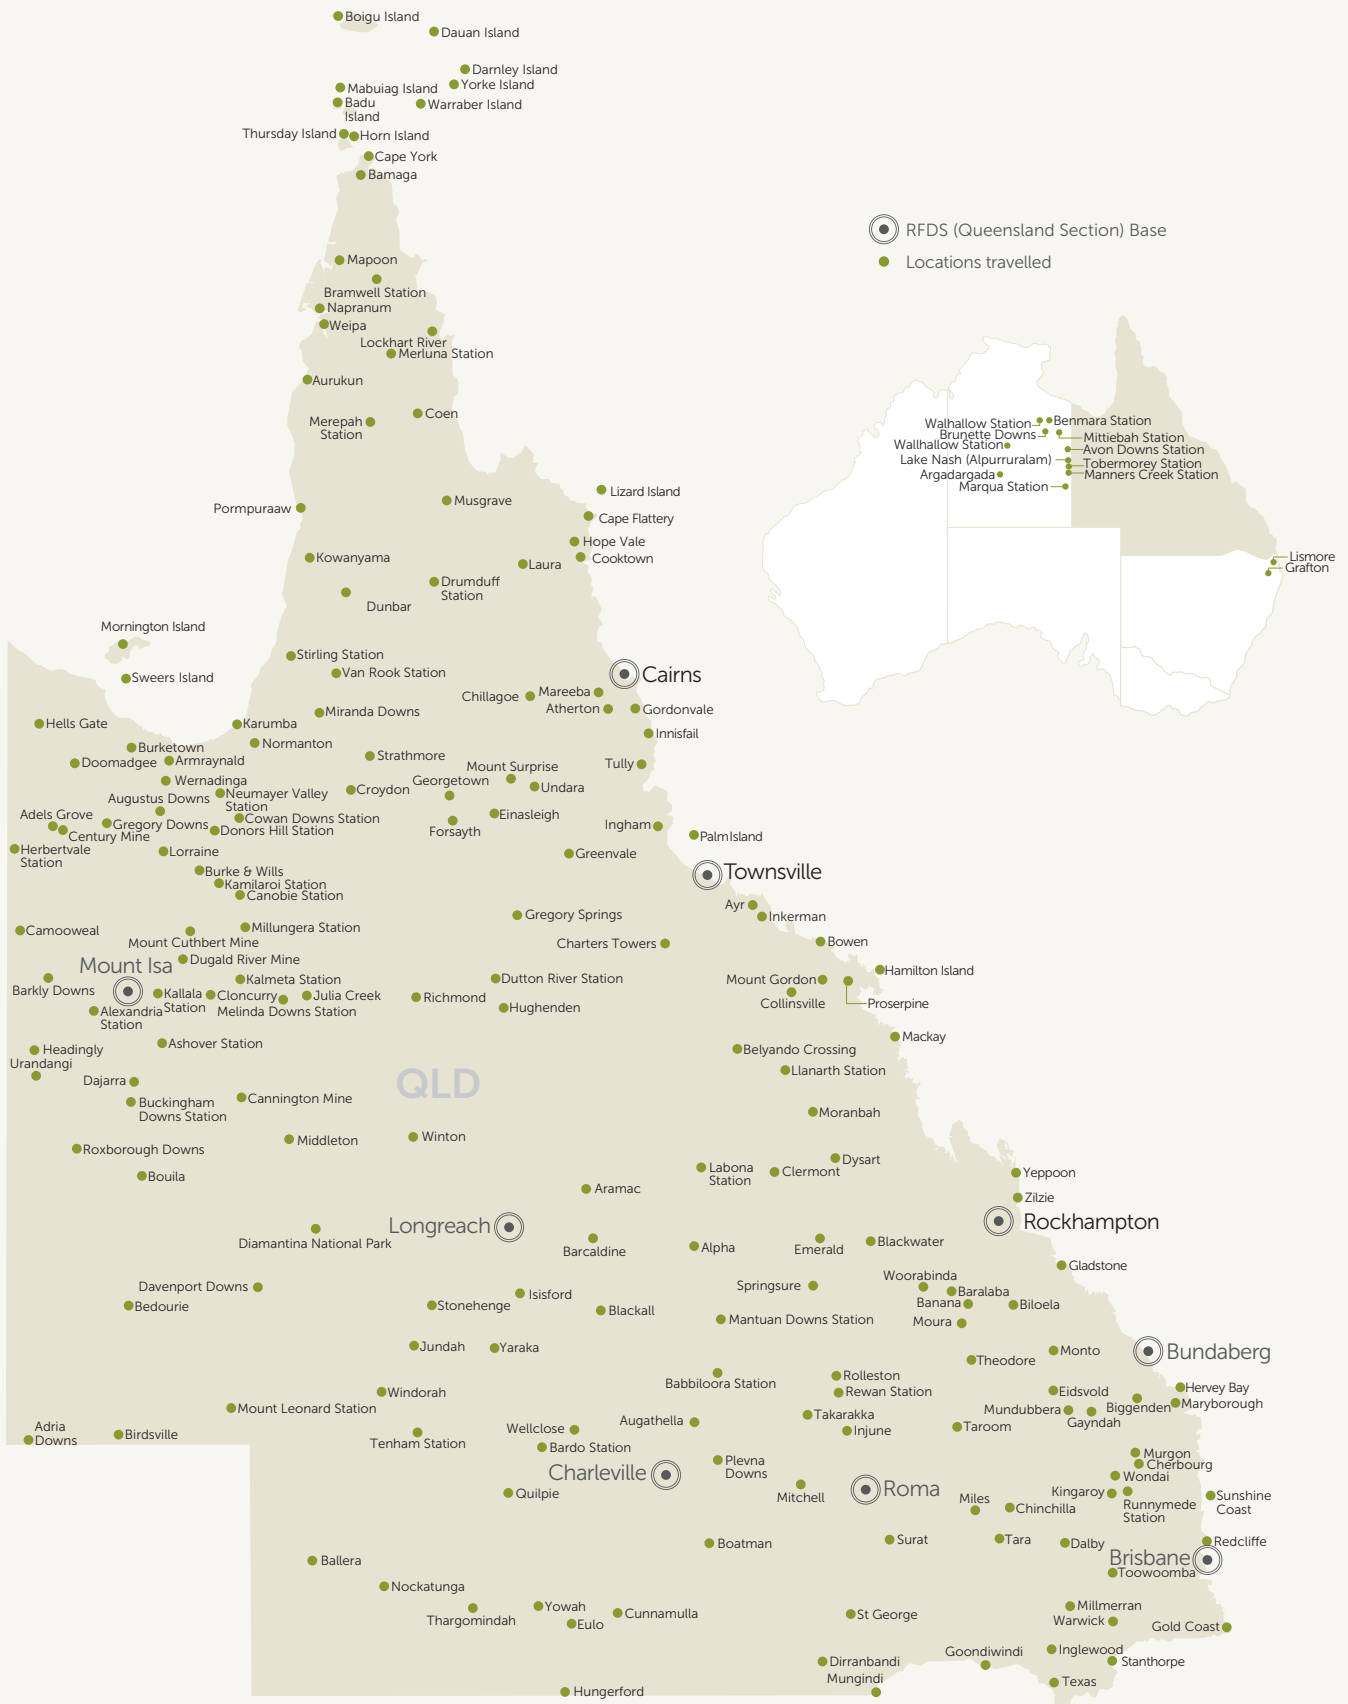 Boigu Island
Dauan Island
Darnley Island
Yorke Island
Mabuiag Island
Badu
Island
Warraber Island
Thursday Island
Horn Island
Cape York
Bamaga
RFDS (Queensland Section) Base
Locations travelled
Mapoon
Bramwell Station
Napranum
Weipa
Lockhart River
Merluna Station
Aurukun
Coen
Merepah
Station
Walhallow Station
Benmara Station
Brunette Downs
Mittiebah Station
Wallhallow Station
Avon Downs Station
Lake Nash (Alpurruralam)
Tobermorey Station
Argadargada
Manners Creek Station
Marqua Station
Lismore
Grafton
Lizard Island
Musgrave
Pormpuraaw
Cape Flattery
Hope Vale
Cooktown
Kowanyama
Laura
Drumduff
Station
Dunbar
Mornington Island
Stirling Station
Van Rook Station
Sweers Island
Cairns
Chillagoe
Mareeba
Atherton
Gordonvale
Miranda Downs
Hells Gate
Karumba
Innisfail
Normanton
Burketown
Strathmore
Doomadgee
Armraynald
Mount Surprise
Tully
Wernadinga
Georgetown
Undara
Croydon
Augustus Downs
Neumayer Valley
Station
Adels Grove
Cowan Downs Station
Einasleigh
Gregory Downs
Century Mine
Donors Hill Station
Forsayth
Ingham
Palm Island
Herbertvale
Station
Lorraine
Greenvale
Burke & Wills
Kamilaroi Station
Canobie Station
Townsville
Ayr
Inkerman
Gregory Springs
Camooweal
Millungera Station
Mount Cuthbert Mine
Charters Towers
Bowen
Dugald River Mine
Mount Isa
Hamilton Island
Barkly Downs
Kalmeta Station
Dutton River Station
Mount Gordon
Kallala
Station
Cloncurry
Julia Creek
Richmond
Collinsville
Proserpine
Melinda Downs Station
Hughenden
Alexandria
Station
Mackay
Ashover Station
Headingly
Belyando Crossing
Urandangi
Llanarth Station
Dajarra
QLD
Cannington Mine
Buckingham
Downs Station
Moranbah
Middleton
Winton
Roxborough Downs
Dysart
Labona
Station
Clermont
Bouila
Yeppoon
Aramac
Zilzie
Longreach
Rockhampton
Diamantina National Park
Barcaldine
Alpha
Emerald
Blackwater
Gladstone
Davenport Downs
Springsure
Woorabinda
Isisford
Baralaba
Bedourie
Stonehenge
Blackall
Banana
Biloela
Mantuan Downs Station
Moura
Jundah
Yaraka
Monto
Bundaberg
Theodore
Babbiloora Station
Rolleston
Rewan Station
Windorah
Eidsvold
Hervey Bay
Mount Leonard Station
Mundubbera
Biggenden
Maryborough
Takarakka
Gayndah
Augathella
Adria
Downs
Birdsville
Wellclose
Injune
Taroom
Tenham Station
Bardo Station
Murgon
Cherbourg
Plevna
Downs
Charleville
Wondai
Quilpie
Mitchell
Roma
Kingaroy
Runnymede
Station
Sunshine
Coast
Miles
Chinchilla
Boatman
Surat
Tara
Dalby
Redcliffe
Brisbane
Ballera
Toowoomba
Nockatunga
Thargomindah
Yowah
Eulo
Cunnamulla
St George
Millmerran
Warwick
Gold Coast
Goondiwindi
Inglewood
Dirranbandi
Stanthorpe
Mungindi
Texas
Hungerford